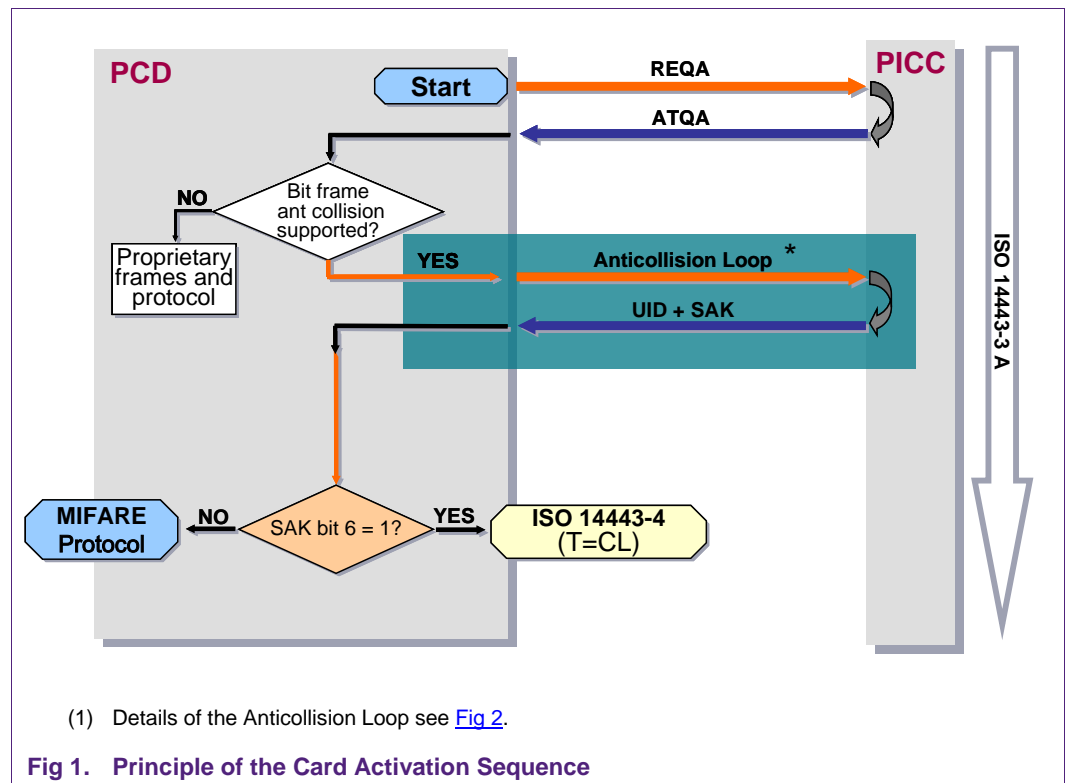 PCD
PICC
Start
REQA
ATQA
Bit frame
ant collision
supported?
NO
Proprietary
frames and
protocol
YES
Anticollision Loop *
UID + SAK
ISO 14443-3 A
SAK bit 6 = 1?
NO
MIFARE
Protocol
YES
ISO 14443-4
(T=CL)
(1) Details of the Anticollision Loop see Fig 2.
Fig 1. Principle of the Card Activation Sequence